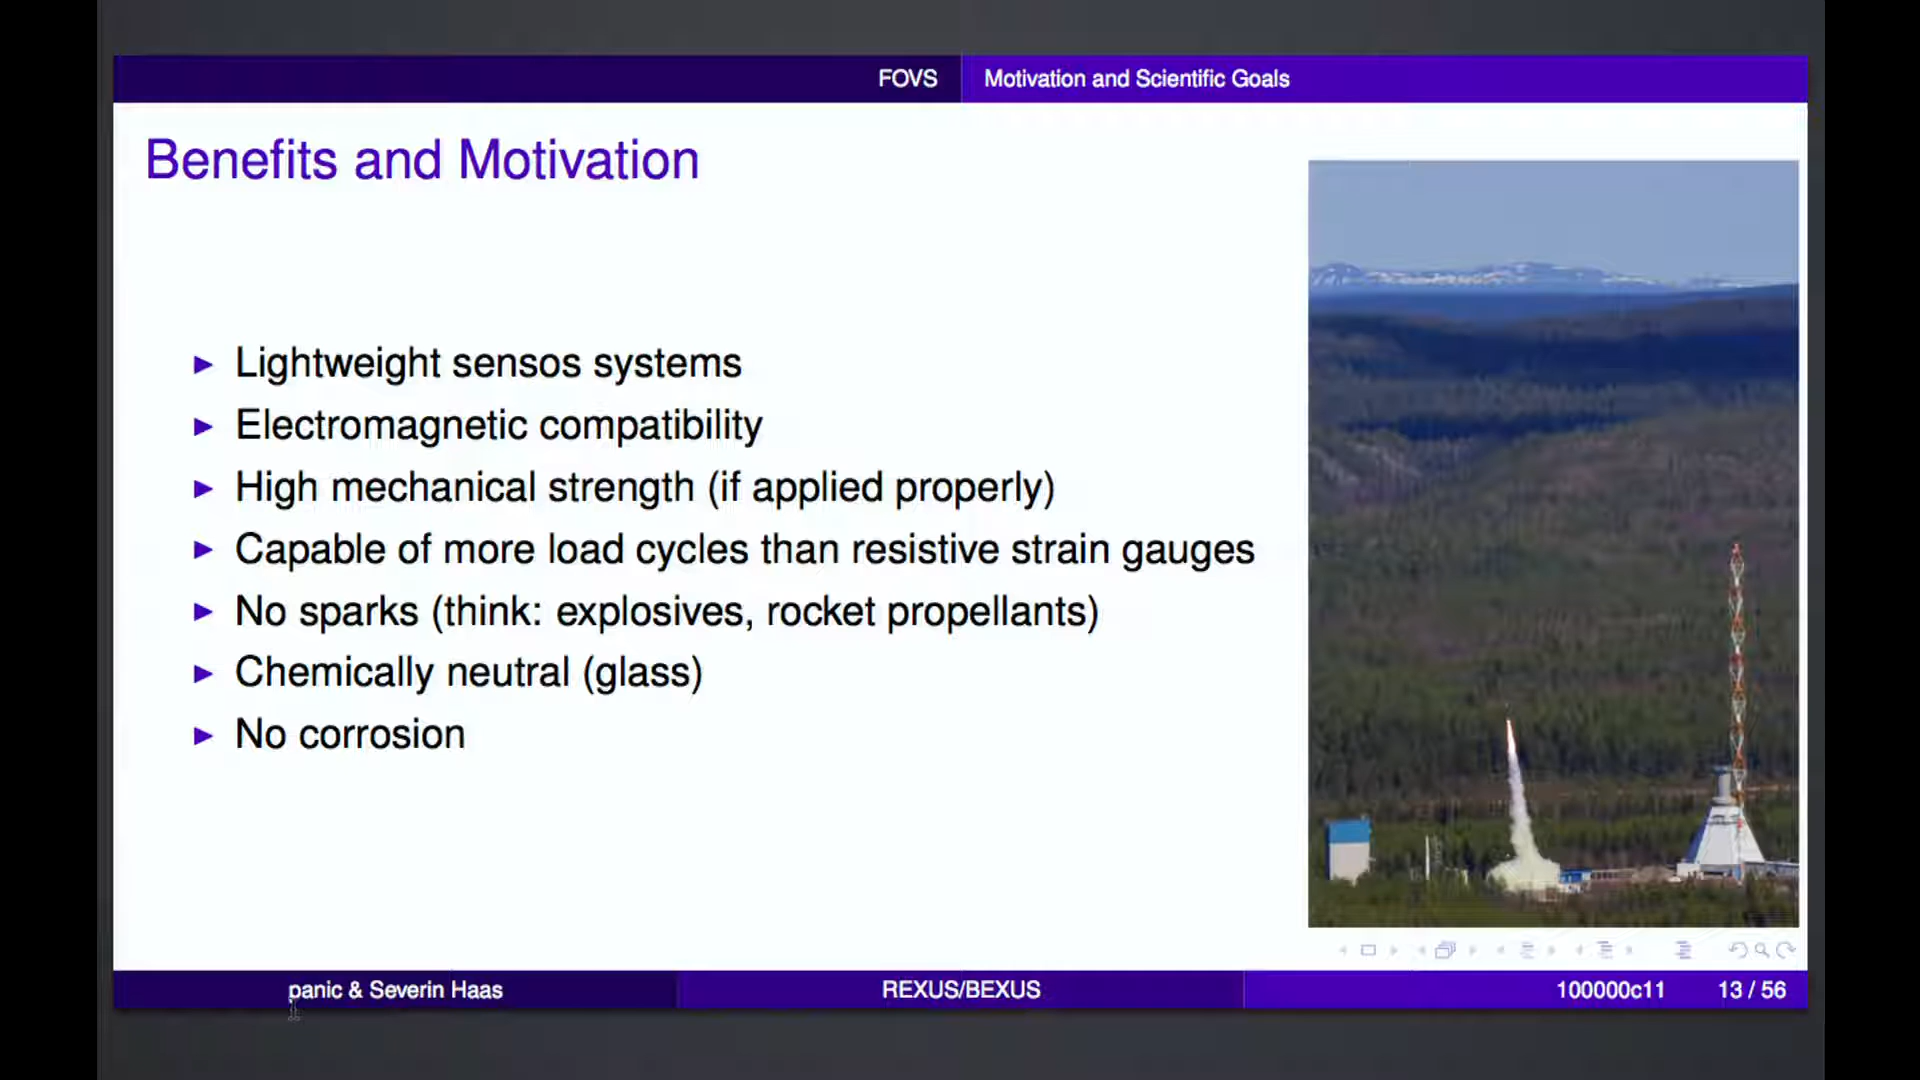 FOVS
Motivation and Scientific Goals
Benefits and Motivation
Lightweight sensos systems
Electromagnetic compatibility
High mechanical strength (if applied properly)
Capable of more load cycles than resistive strain gauges
No sparks (think: explosives, rocket propellants)
Chemically neutral (glass)
No corrosion
panic & Severin Haas
REXUS/BEXUS
100000c11
13 / 56